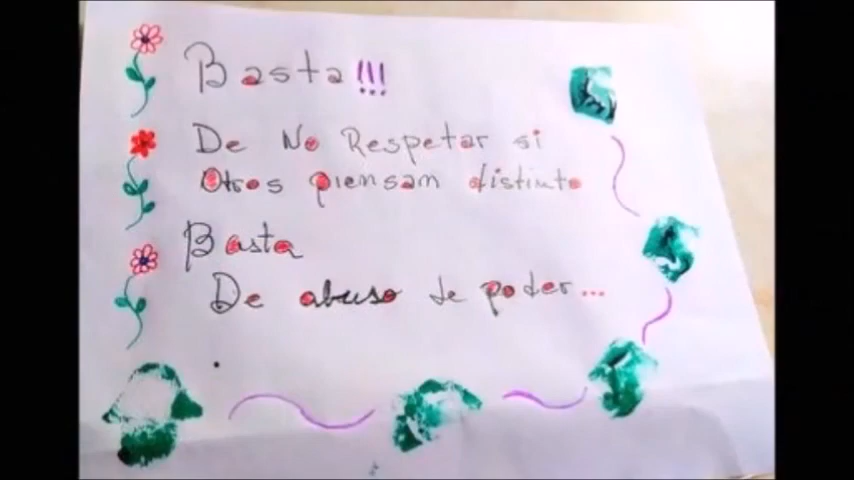 Basta!!!
De No Respetar si
Otros piensan distinto
Basta
De abuso de poder...